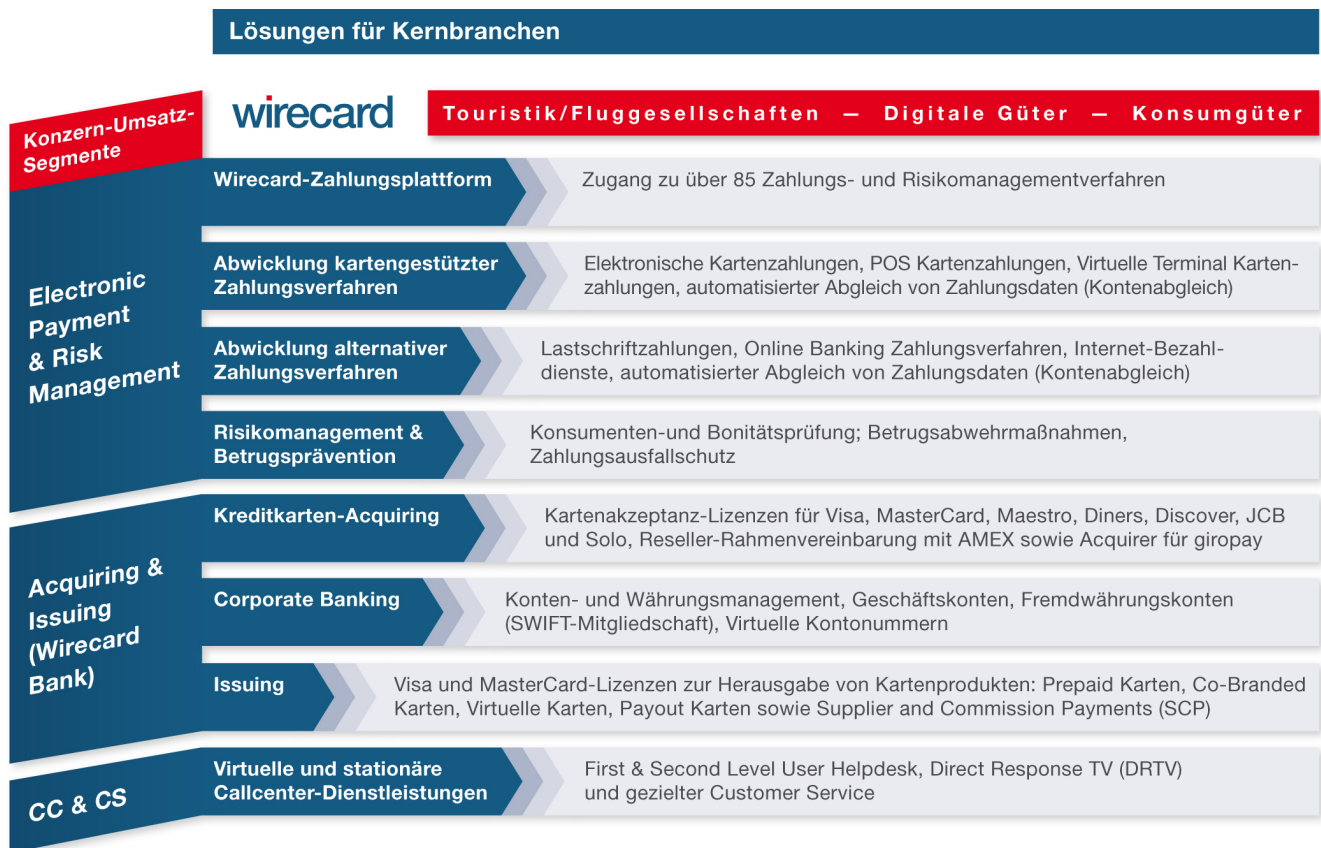 Lösungen für Kernbranchen
Konzern-Umsatz-
Segmente
wirecard
Touristik/Fluggesellschaften — Digitale Güter — Konsumgüter
Electronic
Payment
& Risk
Management
Wirecard-Zahlungsplattform
Zugang zu über 85 Zahlungs- und Risikomanagementverfahren
Abwicklung kartengestützter
Zahlungsverfahren
Elektronische Kartenzahlungen, POS Kartenzahlungen, Virtuelle Terminal Karten-
zahlungen, automatisierter Abgleich von Zahlungsdaten (Kontenabgleich)
Abwicklung alternativer
Zahlungsverfahren
Lastschriftzahlungen, Online Banking Zahlungsverfahren, Internet-Bezahl-
dienste, automatisierter Abgleich von Zahlungsdaten (Kontenabgleich)
Risikomanagement &
Betrugsprävention
Konsumenten-und Bonitätsprüfung; Betrugsabwehrmaßnahmen,
Zahlungsausfallschutz
Acquiring &
Issuing
(Wirecard
Bank)
Kreditkarten-Acquiring
Kartenakzeptanz-Lizenzen für Visa, MasterCard, Maestro, Diners, Discover, JCB
und Solo, Reseller-Rahmenvereinbarung mit AMEX sowie Acquirer für giropay
Corporate Banking
Konten- und Währungsmanagement, Geschäftskonten, Fremdwährungskonten
(SWIFT-Mitgliedschaft), Virtuelle Kontonummern
Issuing
Visa und MasterCard-Lizenzen zur Herausgabe von Kartenprodukten: Prepaid Karten, Co-Branded
Karten, Virtuelle Karten, Payout Karten sowie Supplier and Commission Payments (SCP)
CC & CS
Virtuelle und stationäre
Callcenter-Dienstleistungen
First & Second Level User Helpdesk, Direct Response TV (DRTV)
und gezielter Customer Service